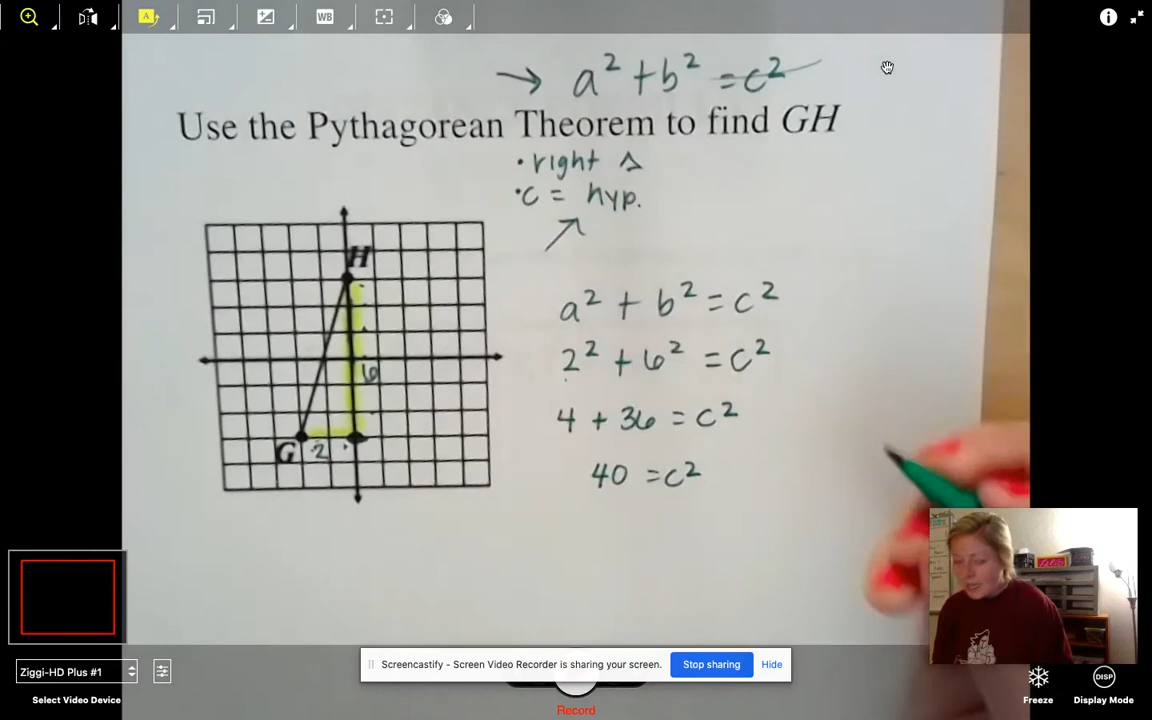 A
WB
→ a² + b² = c²
Use the Pythagorean Theorem to find GH
• right △
• c = hyp.
H
a² + b² = c²
2² + 6² = c²
6
4 + 36 = c²
G 2
40 = c²
Screencastify - Screen Video Recorder is sharing your screen. Stop sharing Hide
Ziggi-HD Plus #1
DISP
Select Video Device
Freeze Display Mode
Record